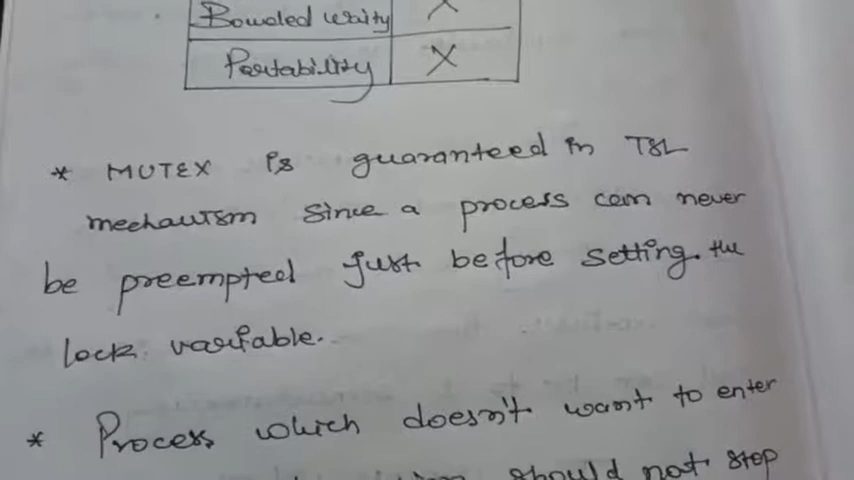 Bounded waity X
Portability X
* MUTEX is guaranteed in TSL
mechanism since a process can never
be preempted just before setting the
lock variable.
* Process which doesn't want to enter
should not stop